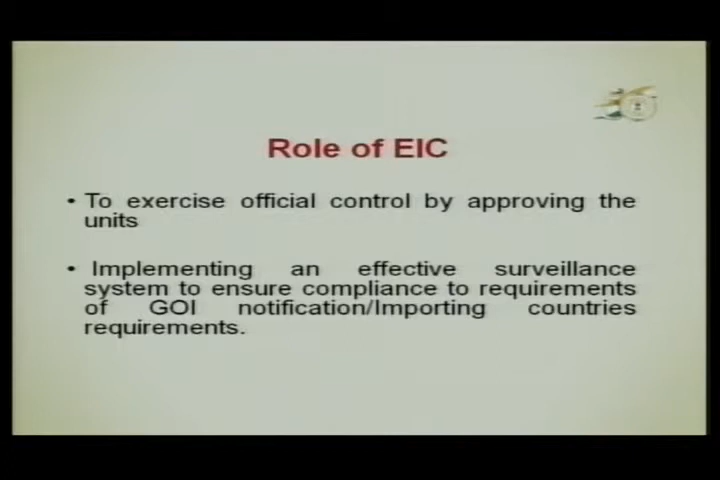 Role of EIC
• To exercise official control by approving the
units
• Implementing an effective surveillance
system to ensure compliance to requirements
of GOI notification/Importing countries
requirements.